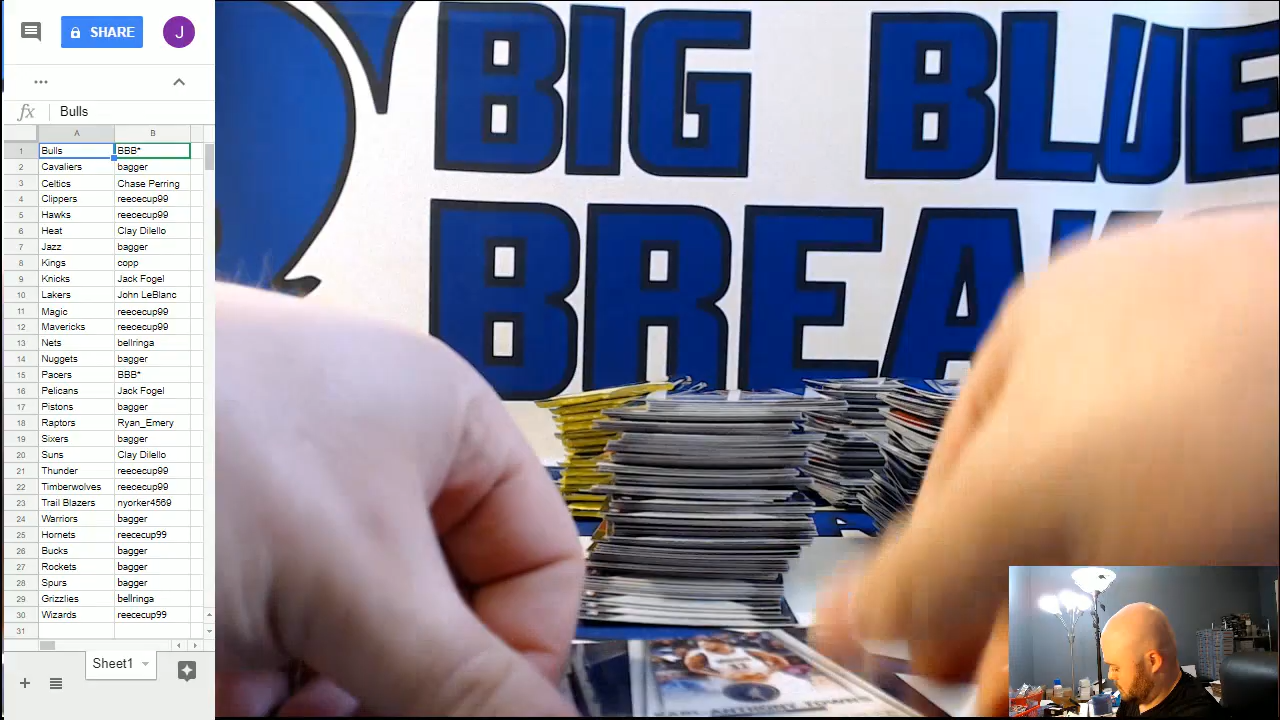 SHARE
J
...
fx Bulls
A B
1 Bulls BBB*
2 Cavaliers bagger
3 Celtics Chase Perring
4 Clippers reececup99
5 Hawks reececup99
6 Heat Clay Dilello
7 Jazz bagger
8 Kings copp
9 Knicks Jack Fogel
10 Lakers John LeBlanc
11 Magic reececup99
12 Mavericks reececup99
13 Nets bellringa
14 Nuggets bagger
15 Pacers BBB*
16 Pelicans Jack Fogel
17 Pistons bagger
18 Raptors Ryan_Emery
19 Sixers bagger
20 Suns Clay Dilello
21 Thunder reececup99
22 Timberwolves reececup99
23 Trail Blazers nyorker4569
24 Warriors bagger
25 Hornets reececup99
26 Bucks bagger
27 Rockets bagger
28 Spurs bagger
29 Grizzlies bellringa
30 Wizards reececup99
31
Sheet1
BIG BLUE
BREA
KARL-ANTHONY TOWNS